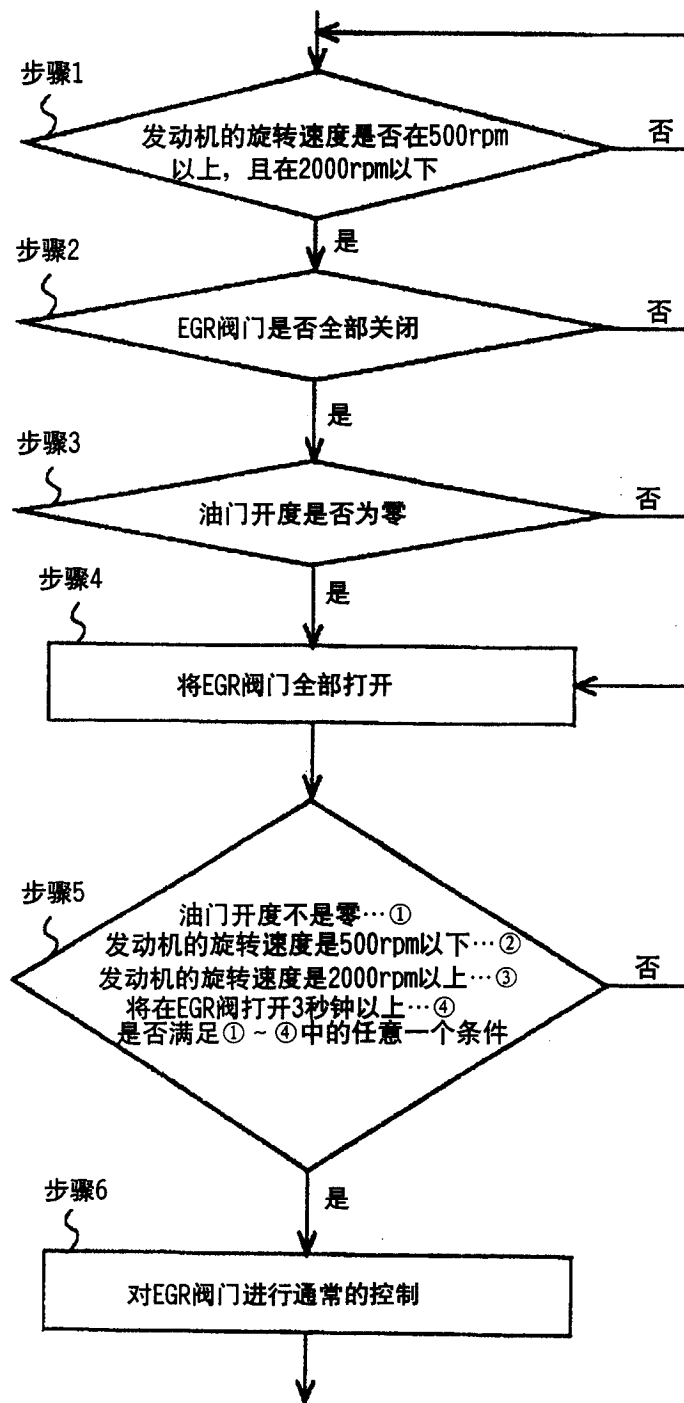 步骤1
发动机的旋转速度是否在500rpm
以上，且在2000rpm以下
否
是
步骤2
EGR阀门是否全部关闭
否
是
步骤3
油门开度是否为零
否
是
步骤4
将EGR阀门全部打开
步骤5
油门开度不是零…①
发动机的旋转速度是500rpm以下…②
发动机的旋转速度是2000rpm以上…③
将在EGR阀打开3秒钟以上…④
是否满足①～④中的任意一个条件
否
是
步骤6
对EGR阀门进行通常的控制